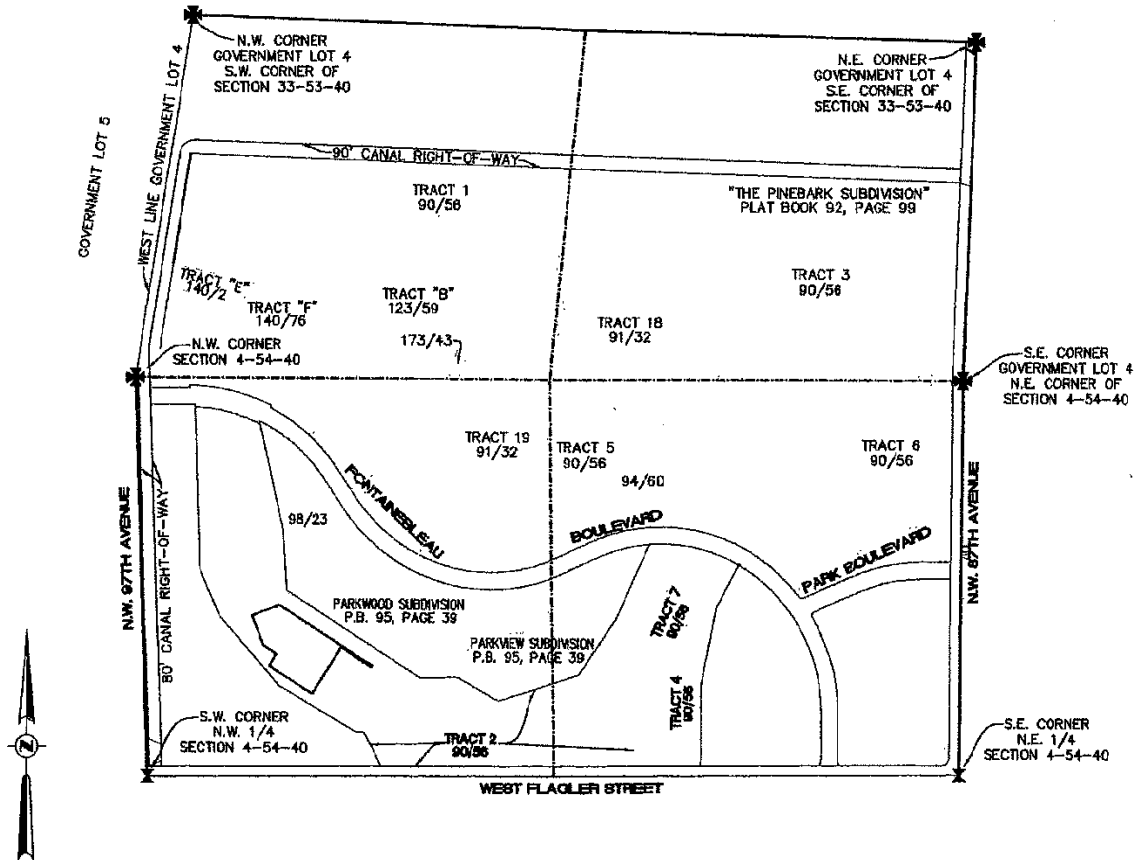 N.W. CORNER
GOVERNMENT LOT 4
S.W. CORNER OF
SECTION 33-53-40
N.E. CORNER
GOVERNMENT LOT 4
S.E. CORNER OF
SECTION 33-53-40
GOVERNMENT LOT 5
WEST LINE GOVERNMENT LOT 4
90' CANAL RIGHT-OF-WAY
TRACT 1
90/56
"THE PINEBARK SUBDIVISION"
PLAT BOOK 92, PAGE 99
TRACT "E"
140/2
TRACT "F"
140/76
TRACT "B"
123/59
173/43
TRACT 3
90/56
TRACT 18
91/32
N.W. CORNER
SECTION 4-54-40
S.E. CORNER
GOVERNMENT LOT 4
N.E. CORNER OF
SECTION 4-54-40
TRACT 19
91/32
TRACT 5
90/56
94/60
TRACT 6
90/56
N.W. 97TH AVENUE
80' CANAL RIGHT-OF-WAY
98/23
FONTAINEBLEAU
BOULEVARD
PARK BOULEVARD
N.W. 87TH AVENUE
PARKWOOD SUBDIVISION
P.B. 95, PAGE 39
PARKVIEW SUBDIVISION
P.B. 95, PAGE 39
TRACT 7
90/56
TRACT 4
90/56
S.W. CORNER
N.W. 1/4
SECTION 4-54-40
TRACT 2
90/56
S.E. CORNER
N.E. 1/4
SECTION 4-54-40
WEST FLAGLER STREET
N